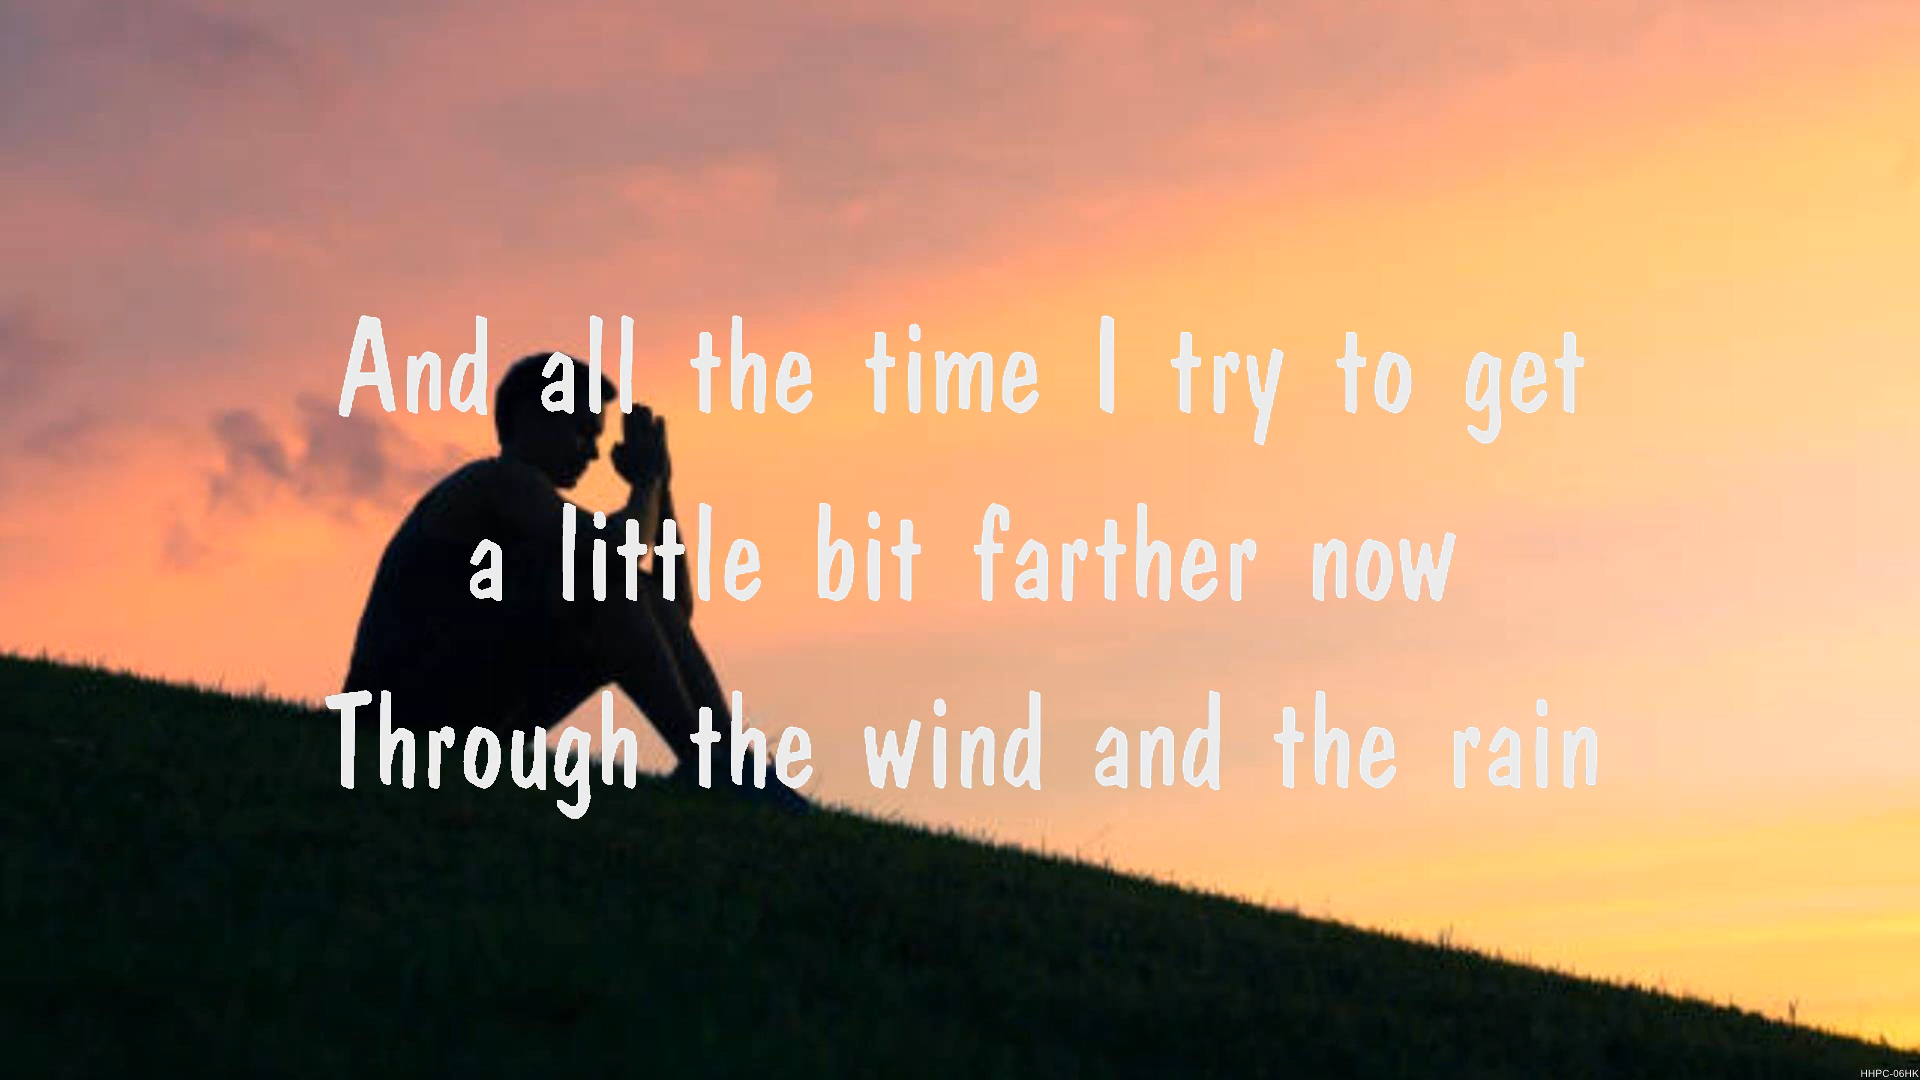 And all the time I try to get
a little bit farther now
Through the wind and the rain
HHPC-06HK